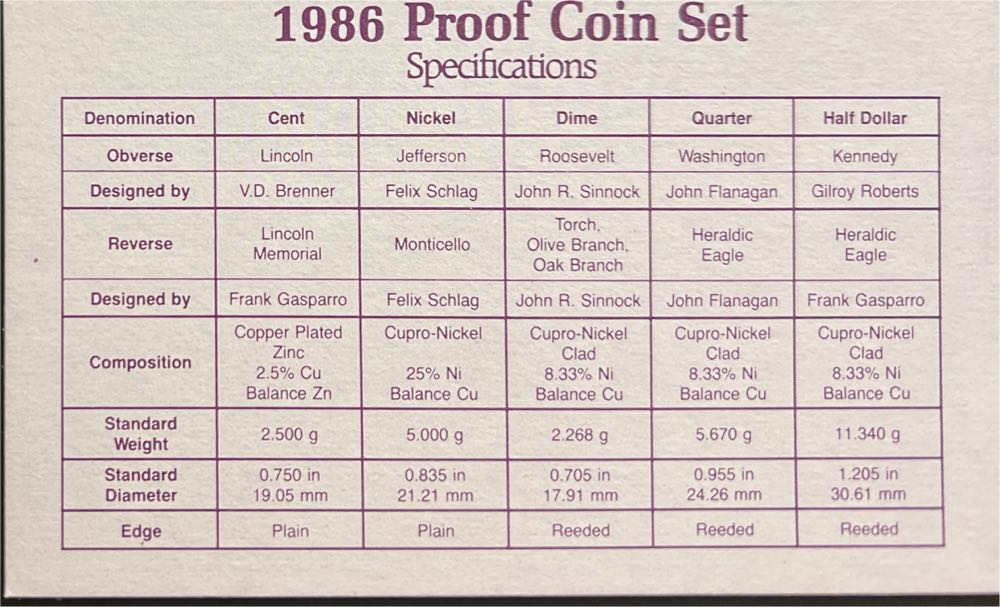 1986 Proof Coin Set
Specifications
Denomination Cent Nickel Dime Quarter Half Dollar
Obverse Lincoln Jefferson Roosevelt Washington Kennedy
Designed by V.D. Brenner Felix Schlag John R. Sinnock John Flanagan Gilroy Roberts
Reverse
Lincoln
Memorial
Monticello
Torch,
Olive Branch,
Oak Branch
Heraldic
Eagle
Heraldic
Eagle
Designed by Frank Gasparro Felix Schlag John R. Sinnock John Flanagan Frank Gasparro
Composition
Copper Plated
Zinc
2.5% Cu
Balance Zn
Cupro-Nickel
25% Ni
Balance Cu
Cupro-Nickel
Clad
8.33% Ni
Balance Cu
Cupro-Nickel
Clad
8.33% Ni
Balance Cu
Cupro-Nickel
Clad
8.33% Ni
Balance Cu
Standard
Weight
2.500 g 5.000 g 2.268 g 5.670 g 11.340 g
Standard
Diameter
0.750 in
19.05 mm
0.835 in
21.21 mm
0.705 in
17.91 mm
0.955 in
24.26 mm
1.205 in
30.61 mm
Edge Plain Plain Reeded Reeded Reeded